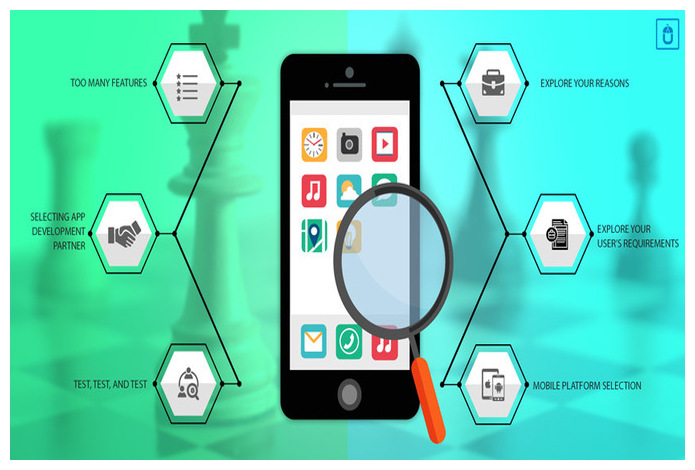 TOO MANY FEATURES
SELECTING APP
DEVELOPMENT
PARTNER
TEST, TEST, AND TEST
EXPLORE YOUR REASONS
EXPLORE YOUR
USER'S REQUIREMENTS
MOBILE PLATFORM SELECTION